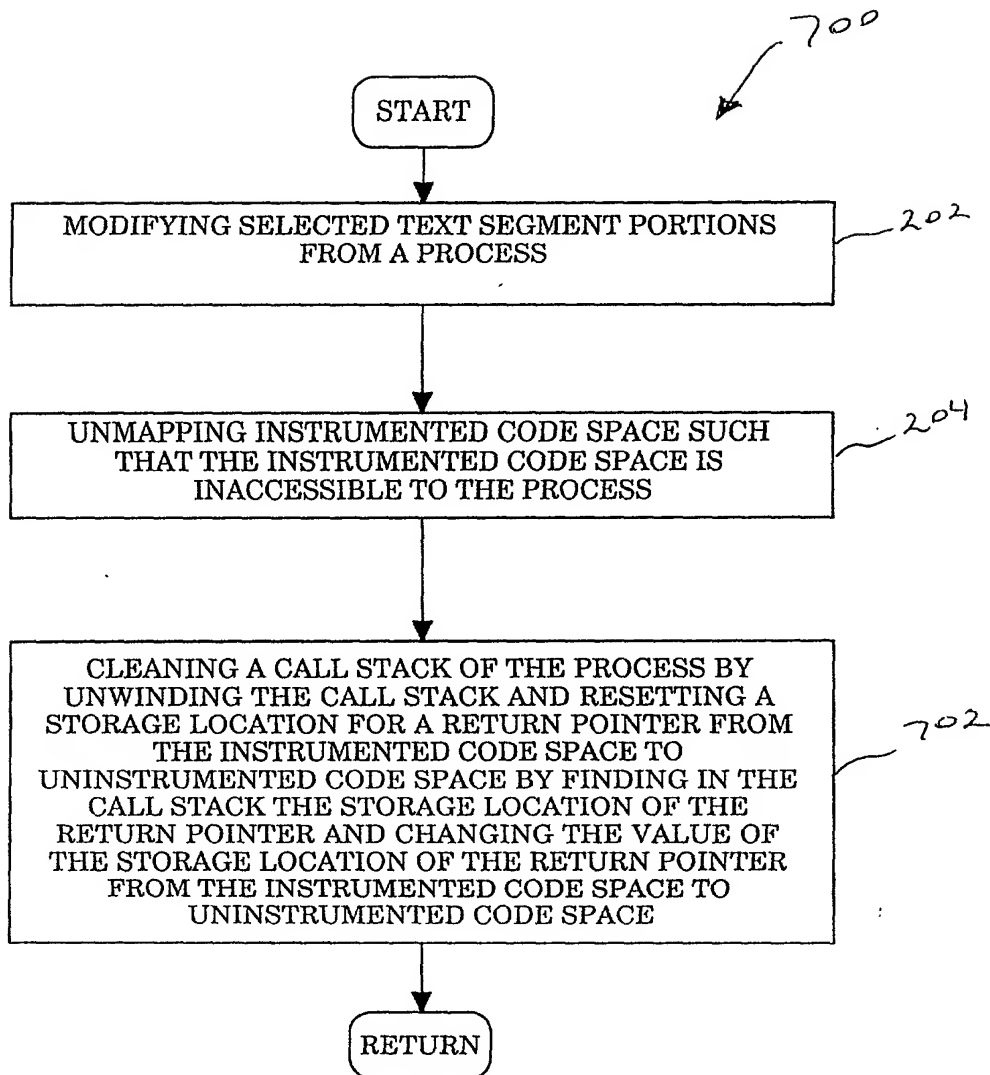 700
START
MODIFYING SELECTED TEXT SEGMENT PORTIONS
FROM A PROCESS
202
UNMAPPING INSTRUMENTED CODE SPACE SUCH
THAT THE INSTRUMENTED CODE SPACE IS
INACCESSIBLE TO THE PROCESS
204
CLEANING A CALL STACK OF THE PROCESS BY
UNWINDING THE CALL STACK AND RESETTING A
STORAGE LOCATION FOR A RETURN POINTER FROM
THE INSTRUMENTED CODE SPACE TO
UNINSTRUMENTED CODE SPACE BY FINDING IN THE
CALL STACK THE STORAGE LOCATION OF THE
RETURN POINTER AND CHANGING THE VALUE OF
THE STORAGE LOCATION OF THE RETURN POINTER
FROM THE INSTRUMENTED CODE SPACE TO
UNINSTRUMENTED CODE SPACE
702
RETURN